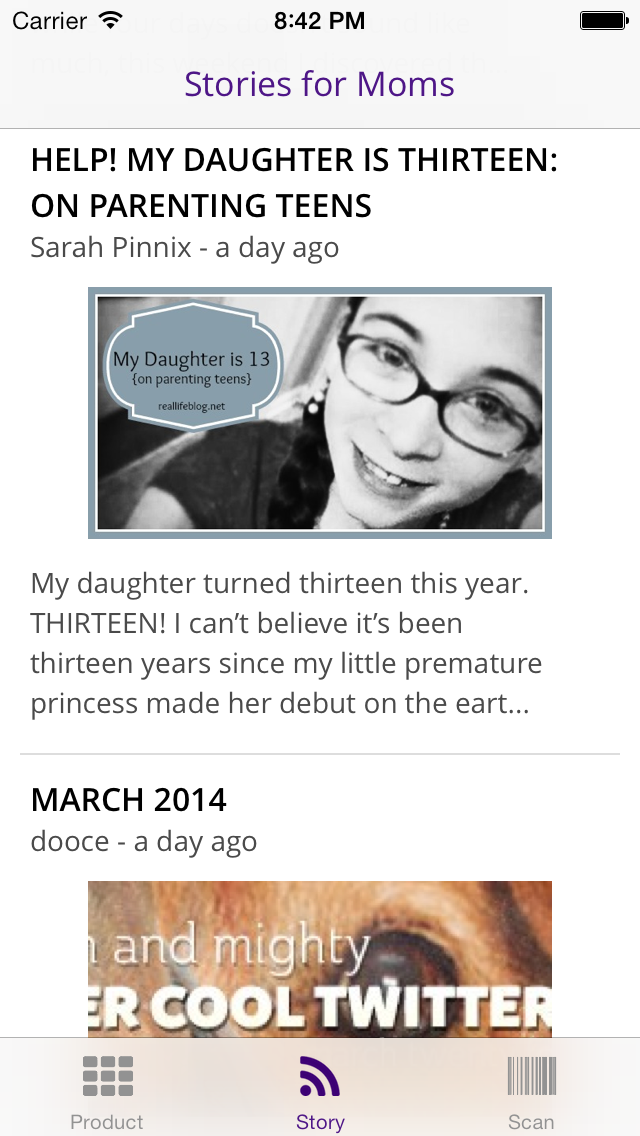 Carrier 8:42 PM
Stories for Moms
HELP! MY DAUGHTER IS THIRTEEN:
ON PARENTING TEENS
Sarah Pinnix - a day ago
My Daughter is 13
{on parenting teens}
reallifeblog.net
My daughter turned thirteen this year.
THIRTEEN! I can’t believe it’s been
thirteen years since my little premature
princess made her debut on the eart...
MARCH 2014
dooce - a day ago
and mighty
ER COOL TWITTER
Product Story Scan